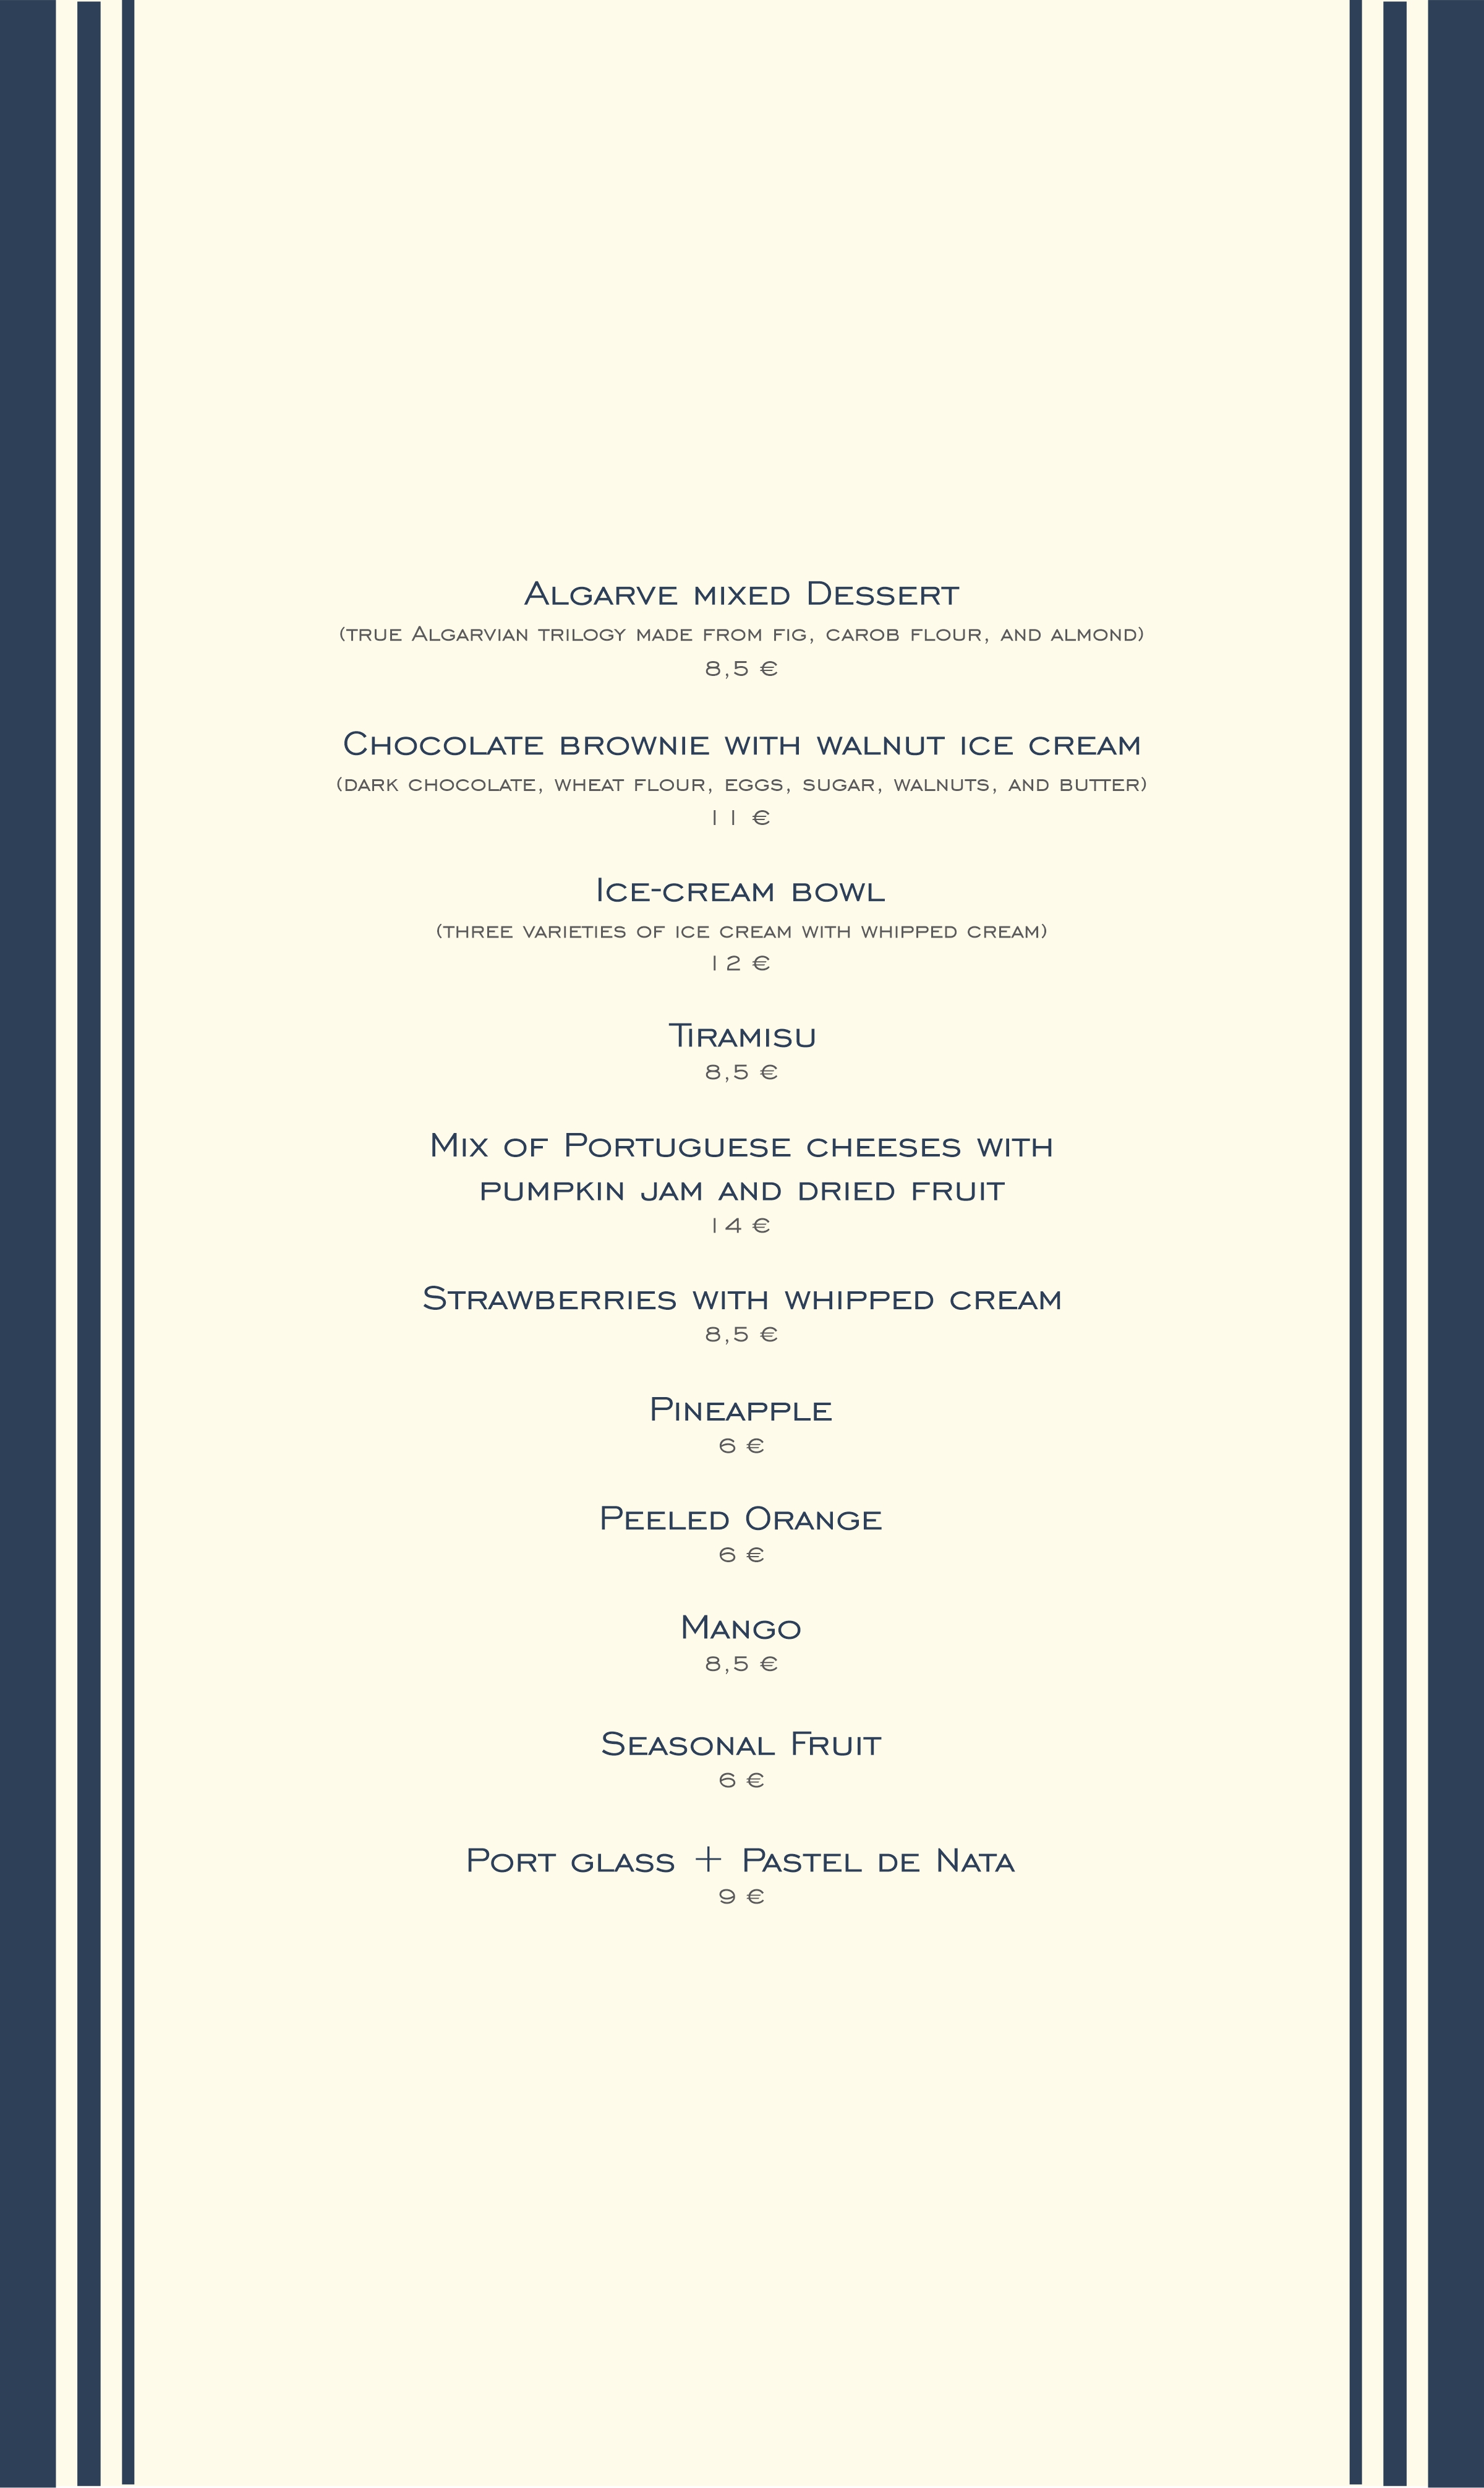 Algarve mixed Dessert
(true Algarvian trilogy made from fig, carob flour, and almond)
8,5 €
Chocolate brownie with walnut ice cream
(dark chocolate, wheat flour, eggs, sugar, walnuts, and butter)
11 €
Ice-cream bowl
(three varieties of ice cream with whipped cream)
12 €
Tiramisu
8,5 €
Mix of Portuguese cheeses with
pumpkin jam and dried fruit
14 €
Strawberries with whipped cream
8,5 €
Pineapple
6 €
Peeled Orange
6 €
Mango
8,5 €
Seasonal Fruit
6 €
Port glass + Pastel de Nata
9 €